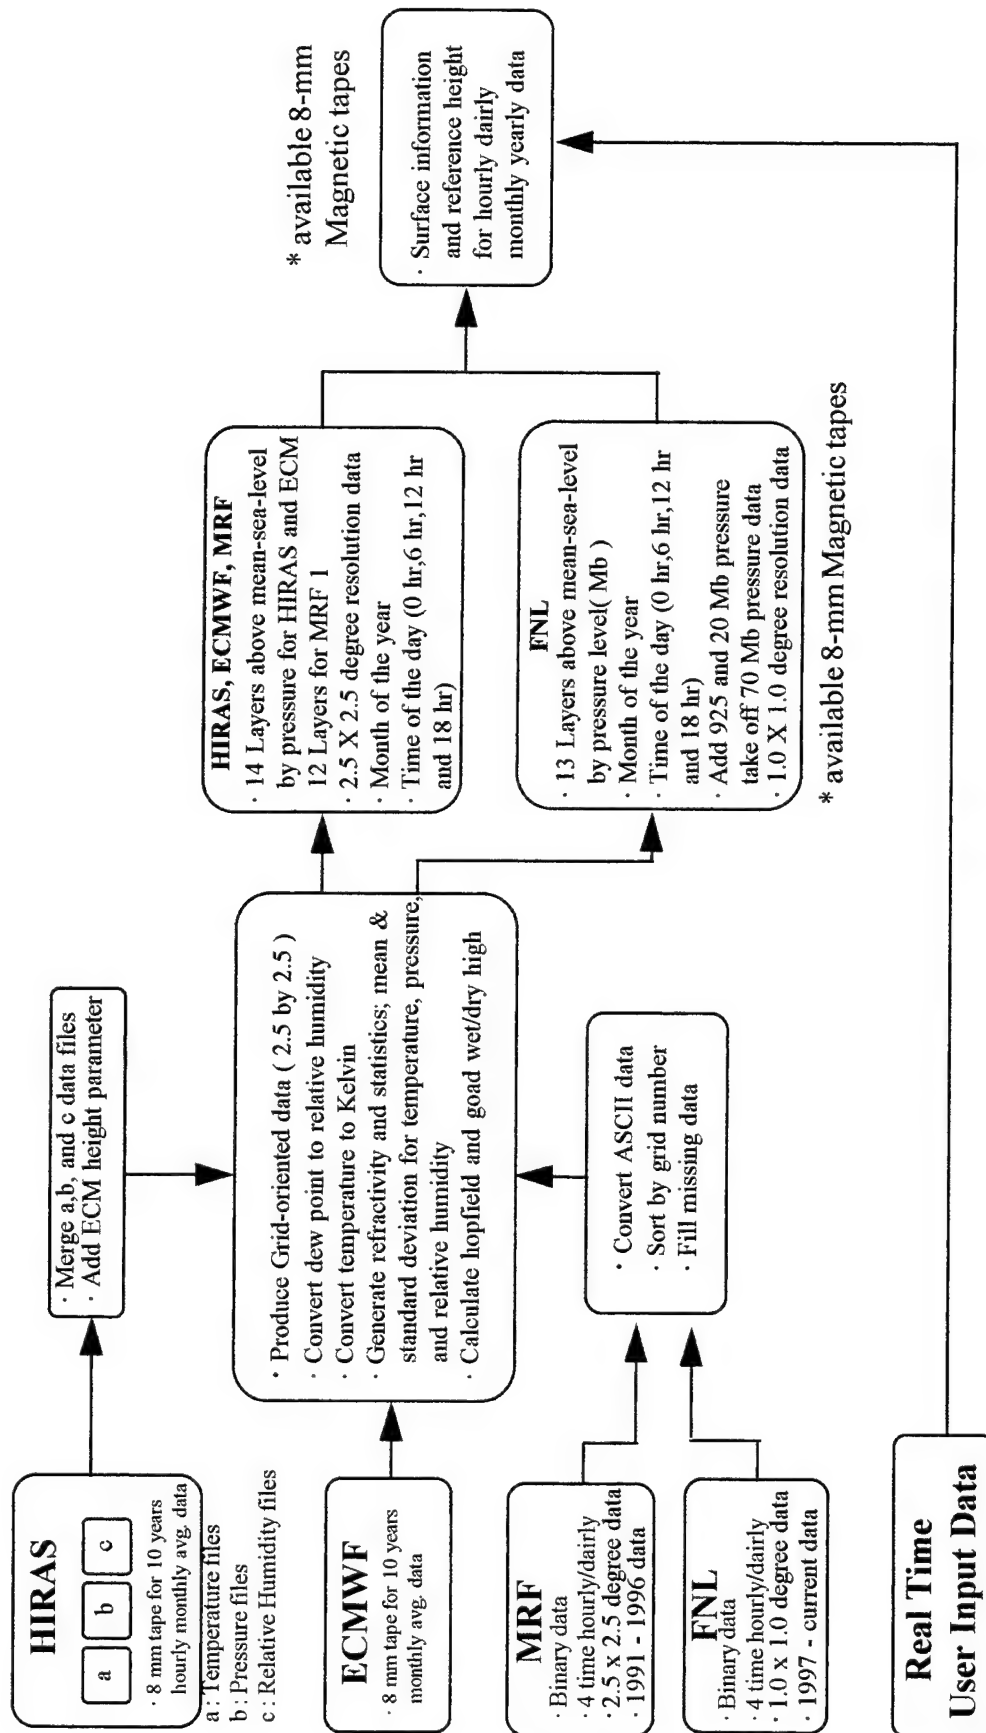 HIRAS
a
b
c
· 8 mm tape for 10 years
hourly monthly avg. data
a : Temperature files
b : Pressure files
c : Relative Humidity files
· Merge a,b, and c data files
· Add ECM height parameter
ECMWF
· 8 mm tape for 10 years
monthly avg. data
· Produce Grid-oriented data ( 2.5 by 2.5 )
· Convert dew point to relative humidity
· Convert temperature to Kelvin
· Generate refractivity and statistics; mean &
standard deviation for temperature, pressure,
and relative humidity
· Calculate hopfield and goad wet/dry high
MRF
· Binary data
· 4 time hourly/dairly
· 2.5 x 2.5 degree data
· 1991 - 1996 data
FNL
· Binary data
· 4 time hourly/dairly
· 1.0 x 1.0 degree data
· 1997 - current data
· Convert ASCII data
· Sort by grid number
· Fill missing data
HIRAS, ECMWF, MRF
· 14 Layers above mean-sea-level
by pressure for HIRAS and ECM
12 Layers for MRF 1
· 2.5 X 2.5 degree resolution data
· Month of the year
· Time of the day (0 hr,6 hr,12 hr
and 18 hr)
FNL
· 13 Layers above mean-sea-level
by pressure level( Mb )
· Month of the year
· Time of the day (0 hr,6 hr,12 hr
and 18 hr)
· Add 925 and 20 Mb pressure
take off 70 Mb pressure data
· 1.0 X 1.0 degree resolution data
* available 8-mm Magnetic tapes
* available 8-mm
Magnetic tapes
· Surface information
and reference height
for hourly dairly
monthly yearly data
Real Time
User Input Data